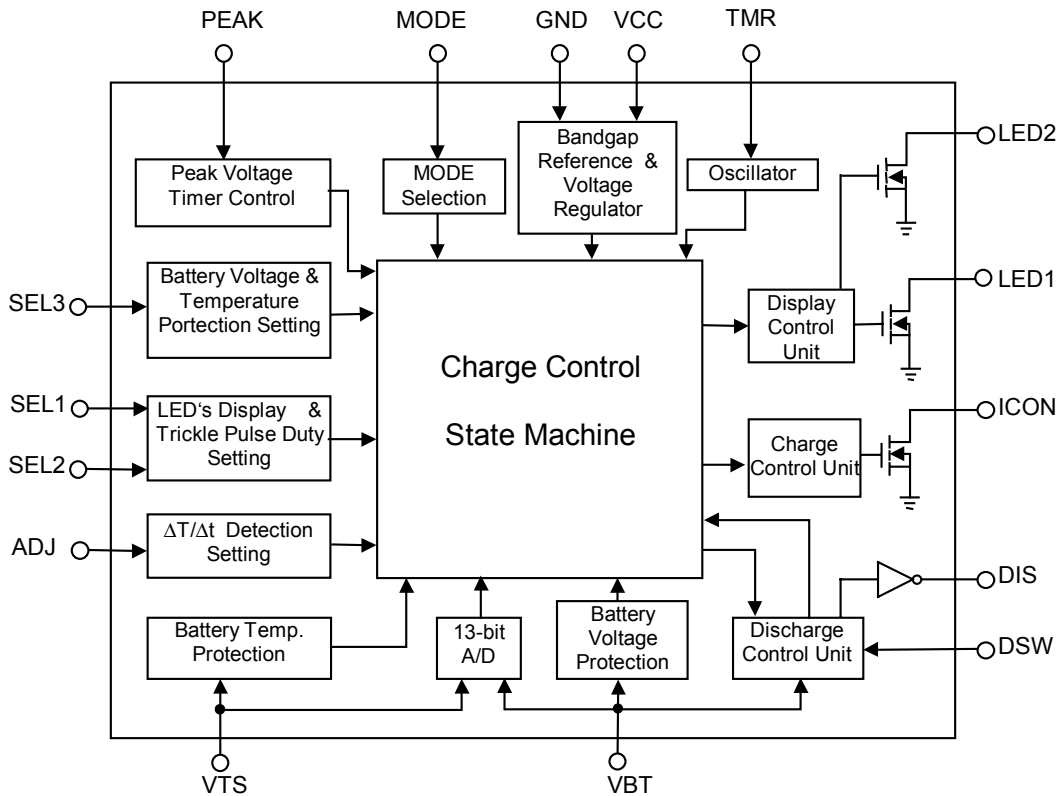 PEAK
MODE
GND
VCC
TMR
LED2
Peak Voltage
Timer Control
MODE
Selection
Bandgap
Reference &
Voltage
Regulator
Oscillator
SEL3
Battery Voltage &
Temperature
Portection Setting
LED1
Display
Control
Unit
Charge Control
State Machine
SEL1
SEL2
LED's Display &
Trickle Pulse Duty
Setting
ICON
Charge
Control Unit
ADJ
ΔT/Δt Detection
Setting
DIS
Battery Temp.
Protection
13-bit
A/D
Battery
Voltage
Protection
Discharge
Control Unit
DSW
VTS
VBT